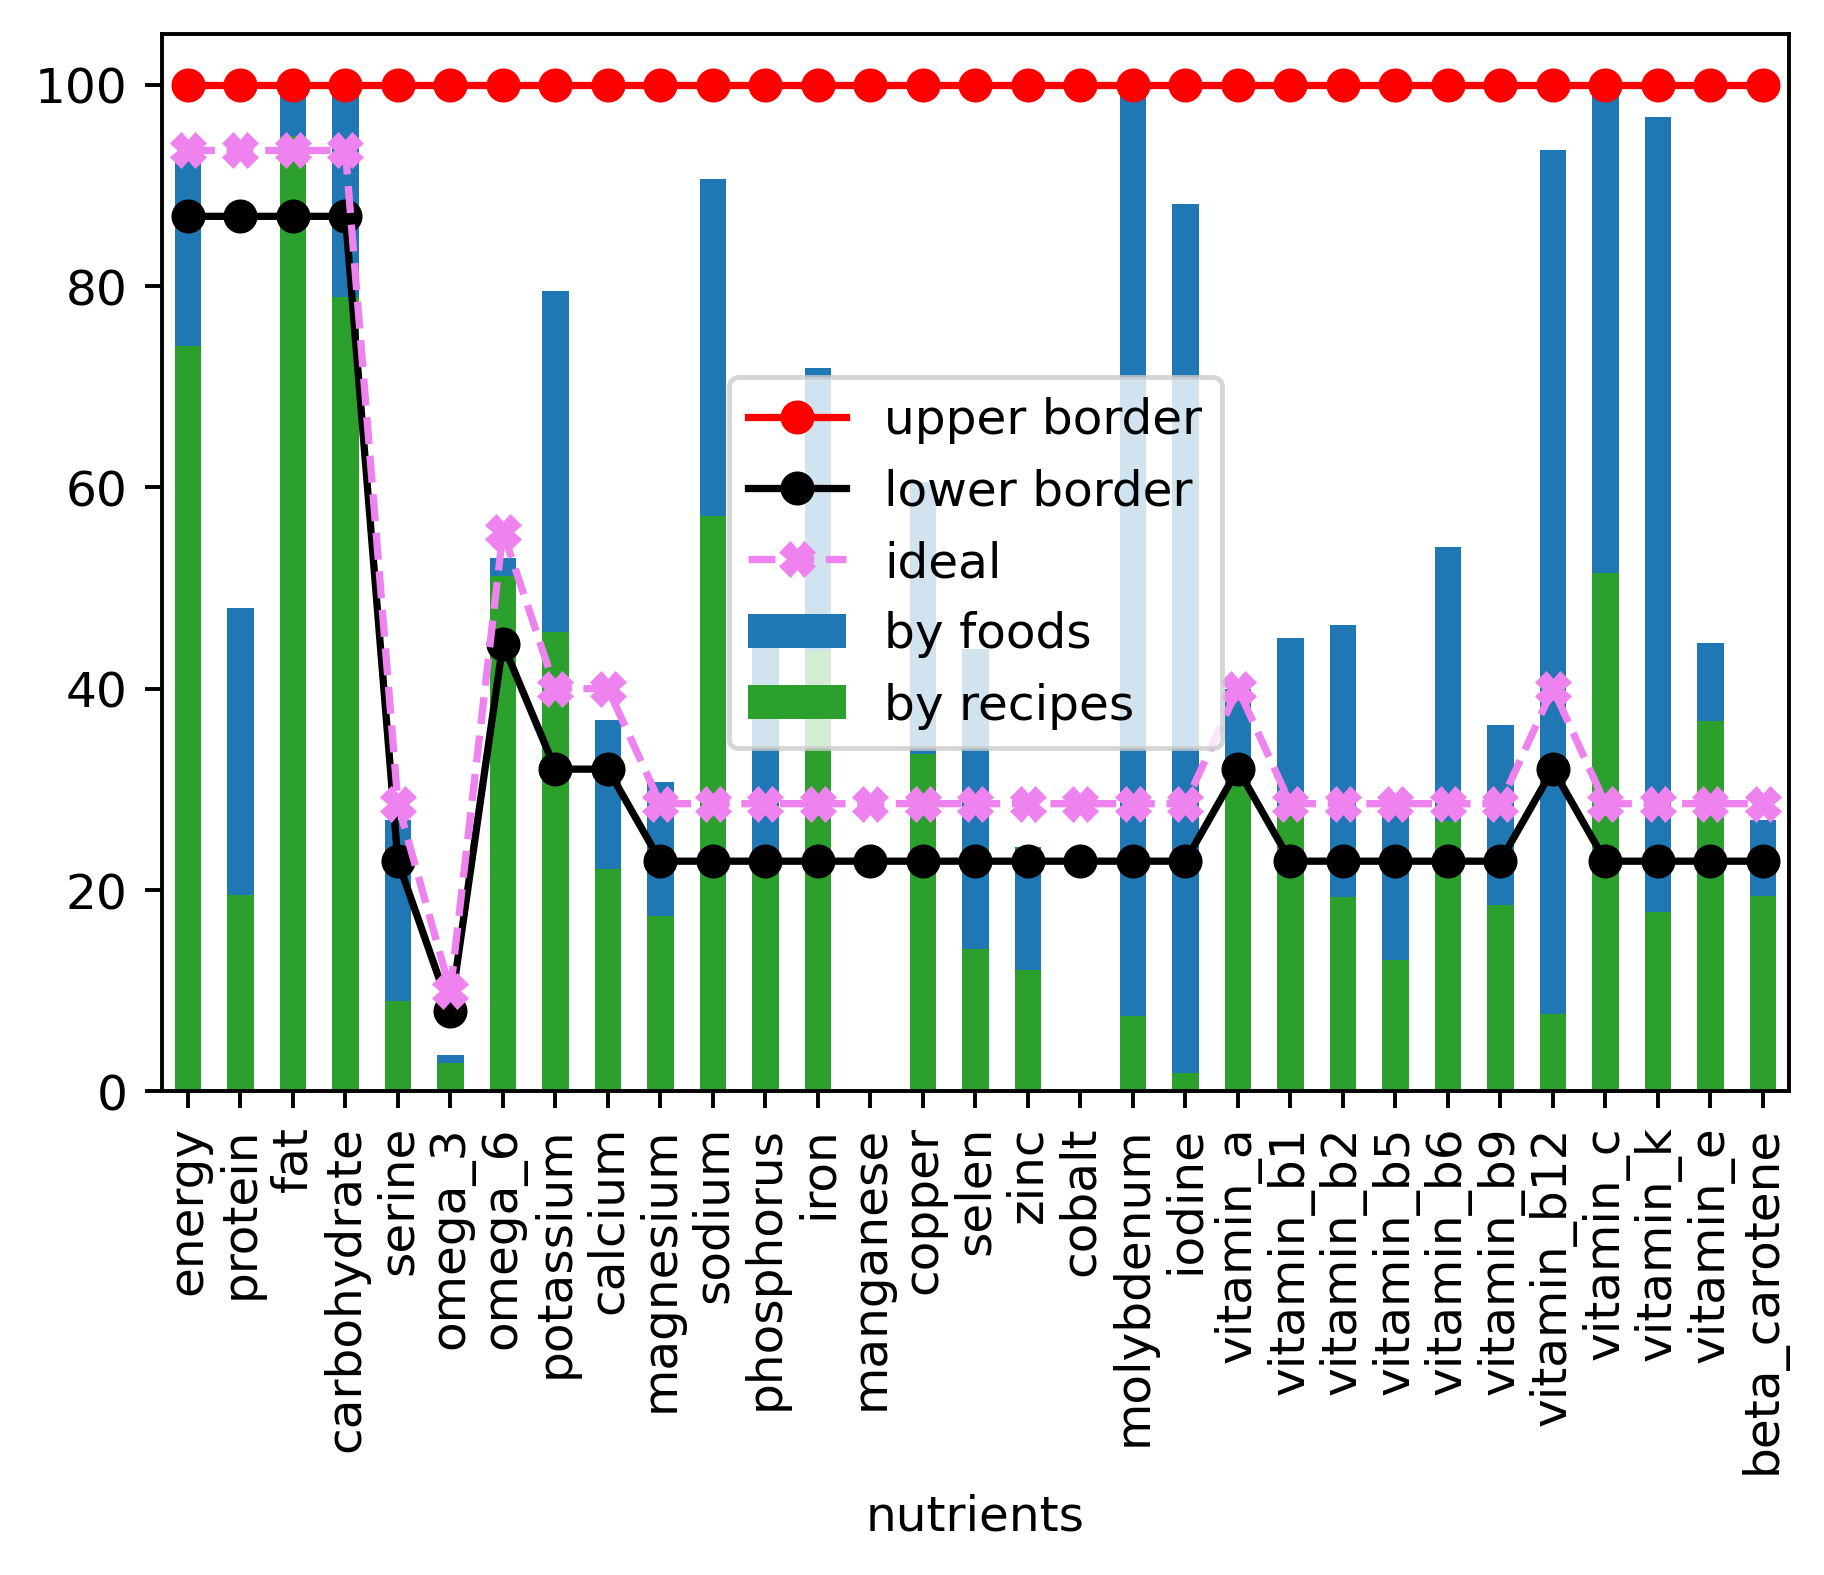 100
80
60
40
20
0
upper border
lower border
ideal
by foods
by recipes
energy
protein
fat
carbohydrate
serine
omega_3
omega_6
potassium
calcium
magnesium
sodium
phosphorus
iron
manganese
copper
selen
zinc
cobalt
molybdenum
iodine
vitamin_a
vitamin_b1
vitamin_b2
vitamin_b5
vitamin_b6
vitamin_b9
vitamin_b12
vitamin_c
vitamin_k
vitamin_e
beta_carotene
nutrients